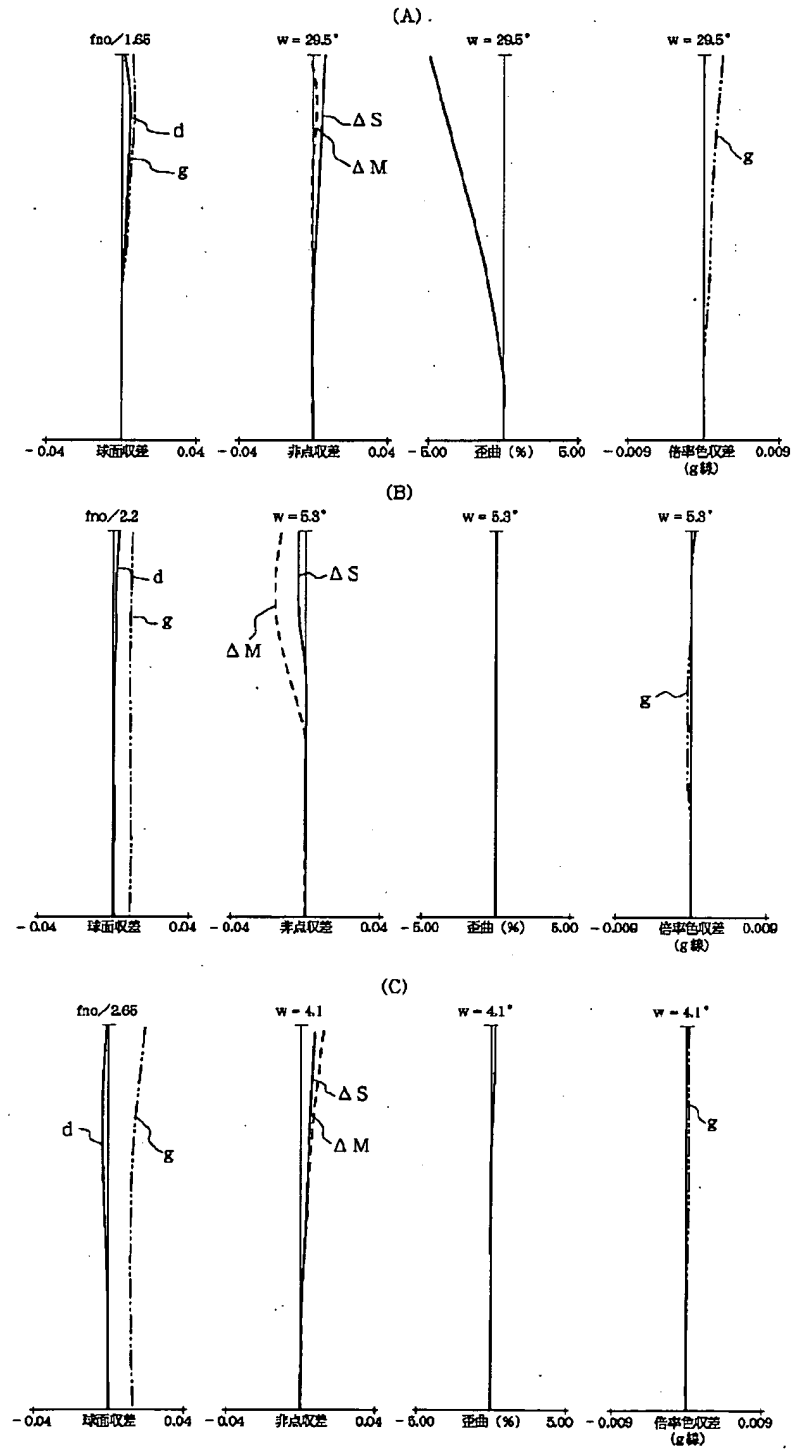 (A)
fno/1.65
w = 29.5°
w = 29.5°
w = 29.5°
d
g
ΔS
ΔM
g
-0.04
球面収差
0.04
-0.04
非点収差
0.04
-5.00
歪曲 (%)
5.00
-0.009
倍率色収差
(g線)
0.009
(B)
fno/2.2
w = 5.3°
w = 5.3°
w = 5.3°
d
g
ΔS
ΔM
g
-0.04
球面収差
0.04
-0.04
非点収差
0.04
-5.00
歪曲 (%)
5.00
-0.009
倍率色収差
(g線)
0.009
(C)
fno/2.65
w = 4.1
w = 4.1°
w = 4.1°
d
g
ΔS
ΔM
g
-0.04
球面収差
0.04
-0.04
非点収差
0.04
-5.00
歪曲 (%)
5.00
-0.009
倍率色収差
(g線)
0.009